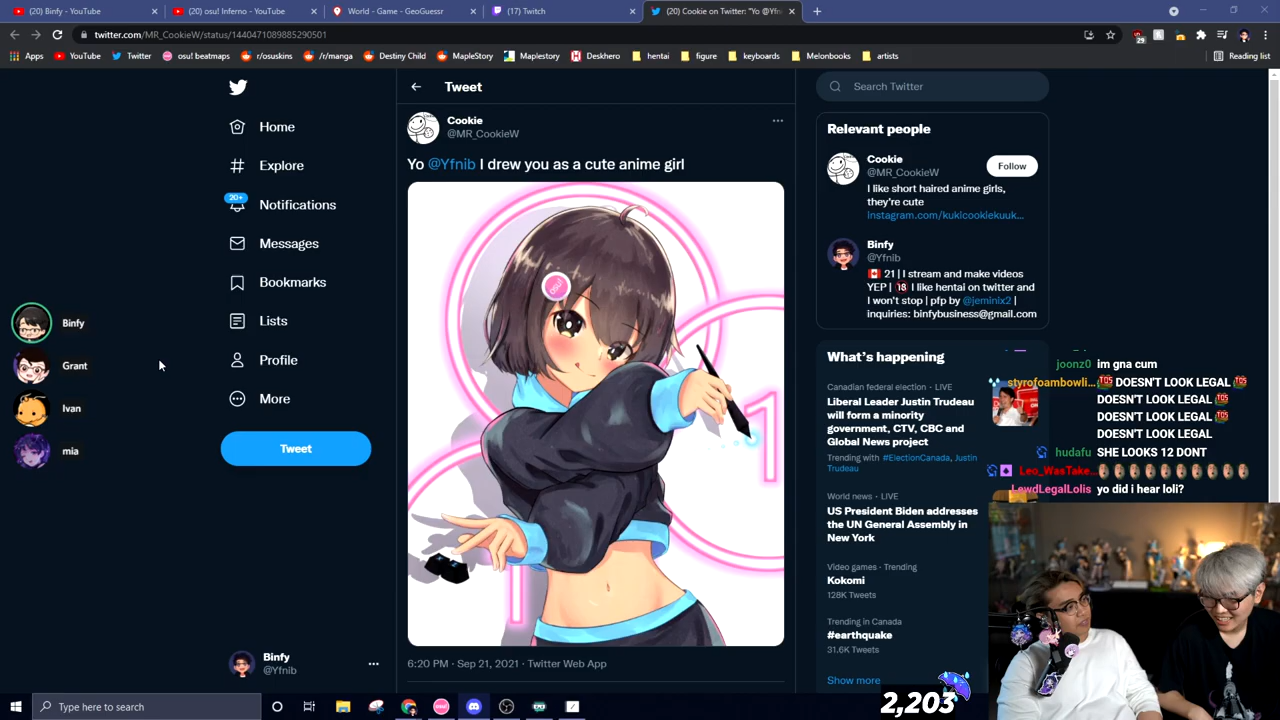 (20) Binfy - YouTube
(20) osu! Inferno - YouTube
World - Game - GeoGuessr
(17) Twitch
(20) Cookie on Twitter: "Yo @Yfn
twitter.com/MR_CookieW/status/1440471089885290501
29
Apps
YouTube
Twitter
osu! beatmaps
r/osuskins
r/manga
Destiny Child
MapleStory
Maplestory
Deskhero
hentai
figure
keyboards
Melonbooks
artists
Reading list
Home
Explore
20+
Notifications
Messages
Bookmarks
Lists
Profile
More
Tweet
Binfy
@Yfnib
Binfy
Grant
Ivan
mia
Tweet
Cookie
@MR_CookieW
Yo @Yfnib I drew you as a cute anime girl
osu!
1
6:20 PM · Sep 21, 2021 · Twitter Web App
Search Twitter
Relevant people
Cookie
@MR_CookieW
Follow
I like short haired anime girls,
they're cute
instagram.com/kukicookiekuuk...
Binfy
@Yfnib
21 | I stream and make videos
YEP | 🔞 I like hentai on twitter and
I won't stop | pfp by @jeminix2 |
inquiries: binfybusiness@gmail.com
What's happening
Canadian federal election · LIVE
Liberal Leader Justin Trudeau
will form a minority
government, CTV, CBC and
Global News project
Trending with #ElectionCanada, Justin
Trudeau
World news · LIVE
US President Biden addresses
the UN General Assembly in
New York
Video games · Trending
Kokomi
128K Tweets
Trending in Canada
#earthquake
31.6K Tweets
Show more
joonz0 im gna cum
styrofoambowli... DOESN'T LOOK LEGAL
DOESN'T LOOK LEGAL
DOESN'T LOOK LEGAL
DOESN'T LOOK LEGAL
hudafu SHE LOOKS 12 DONT
Leo_WasTake...
LewdLegalLolis yo did i hear loli?
2,203
Type here to search